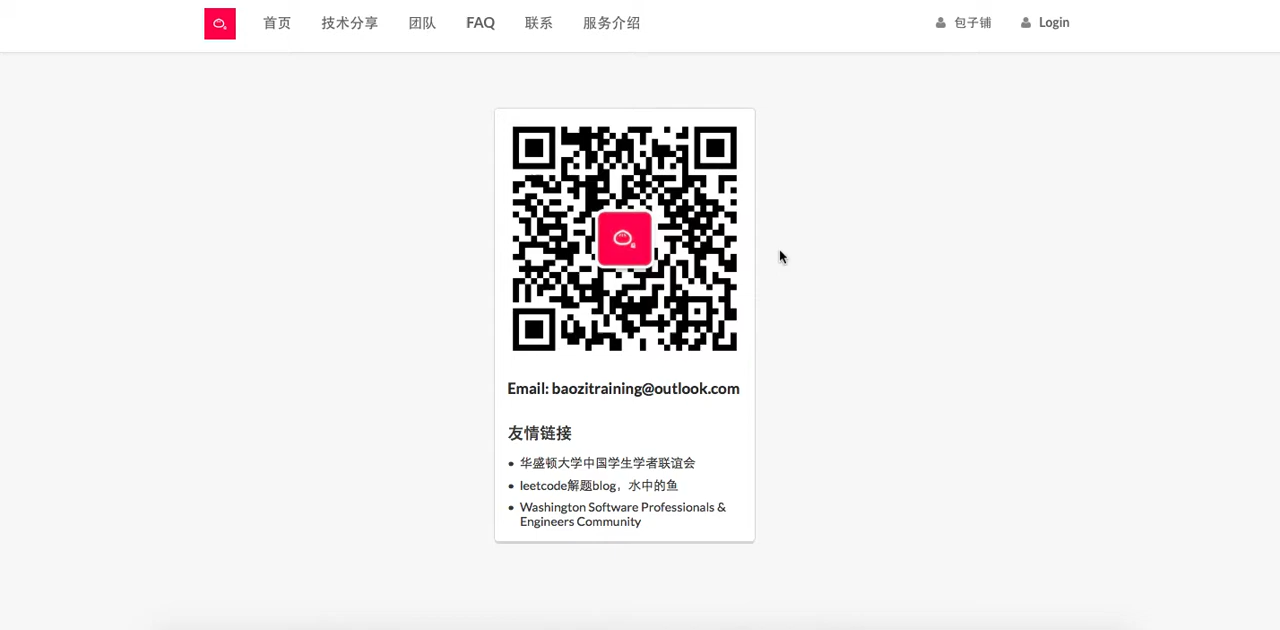 首页 技术分享 团队 FAQ 联系 服务介绍 包子铺 Login
Email: baozitraining@outlook.com
友情链接
• 华盛顿大学中国学生学者联谊会
• leetcode解题blog，水中的鱼
• Washington Software Professionals &
Engineers Community